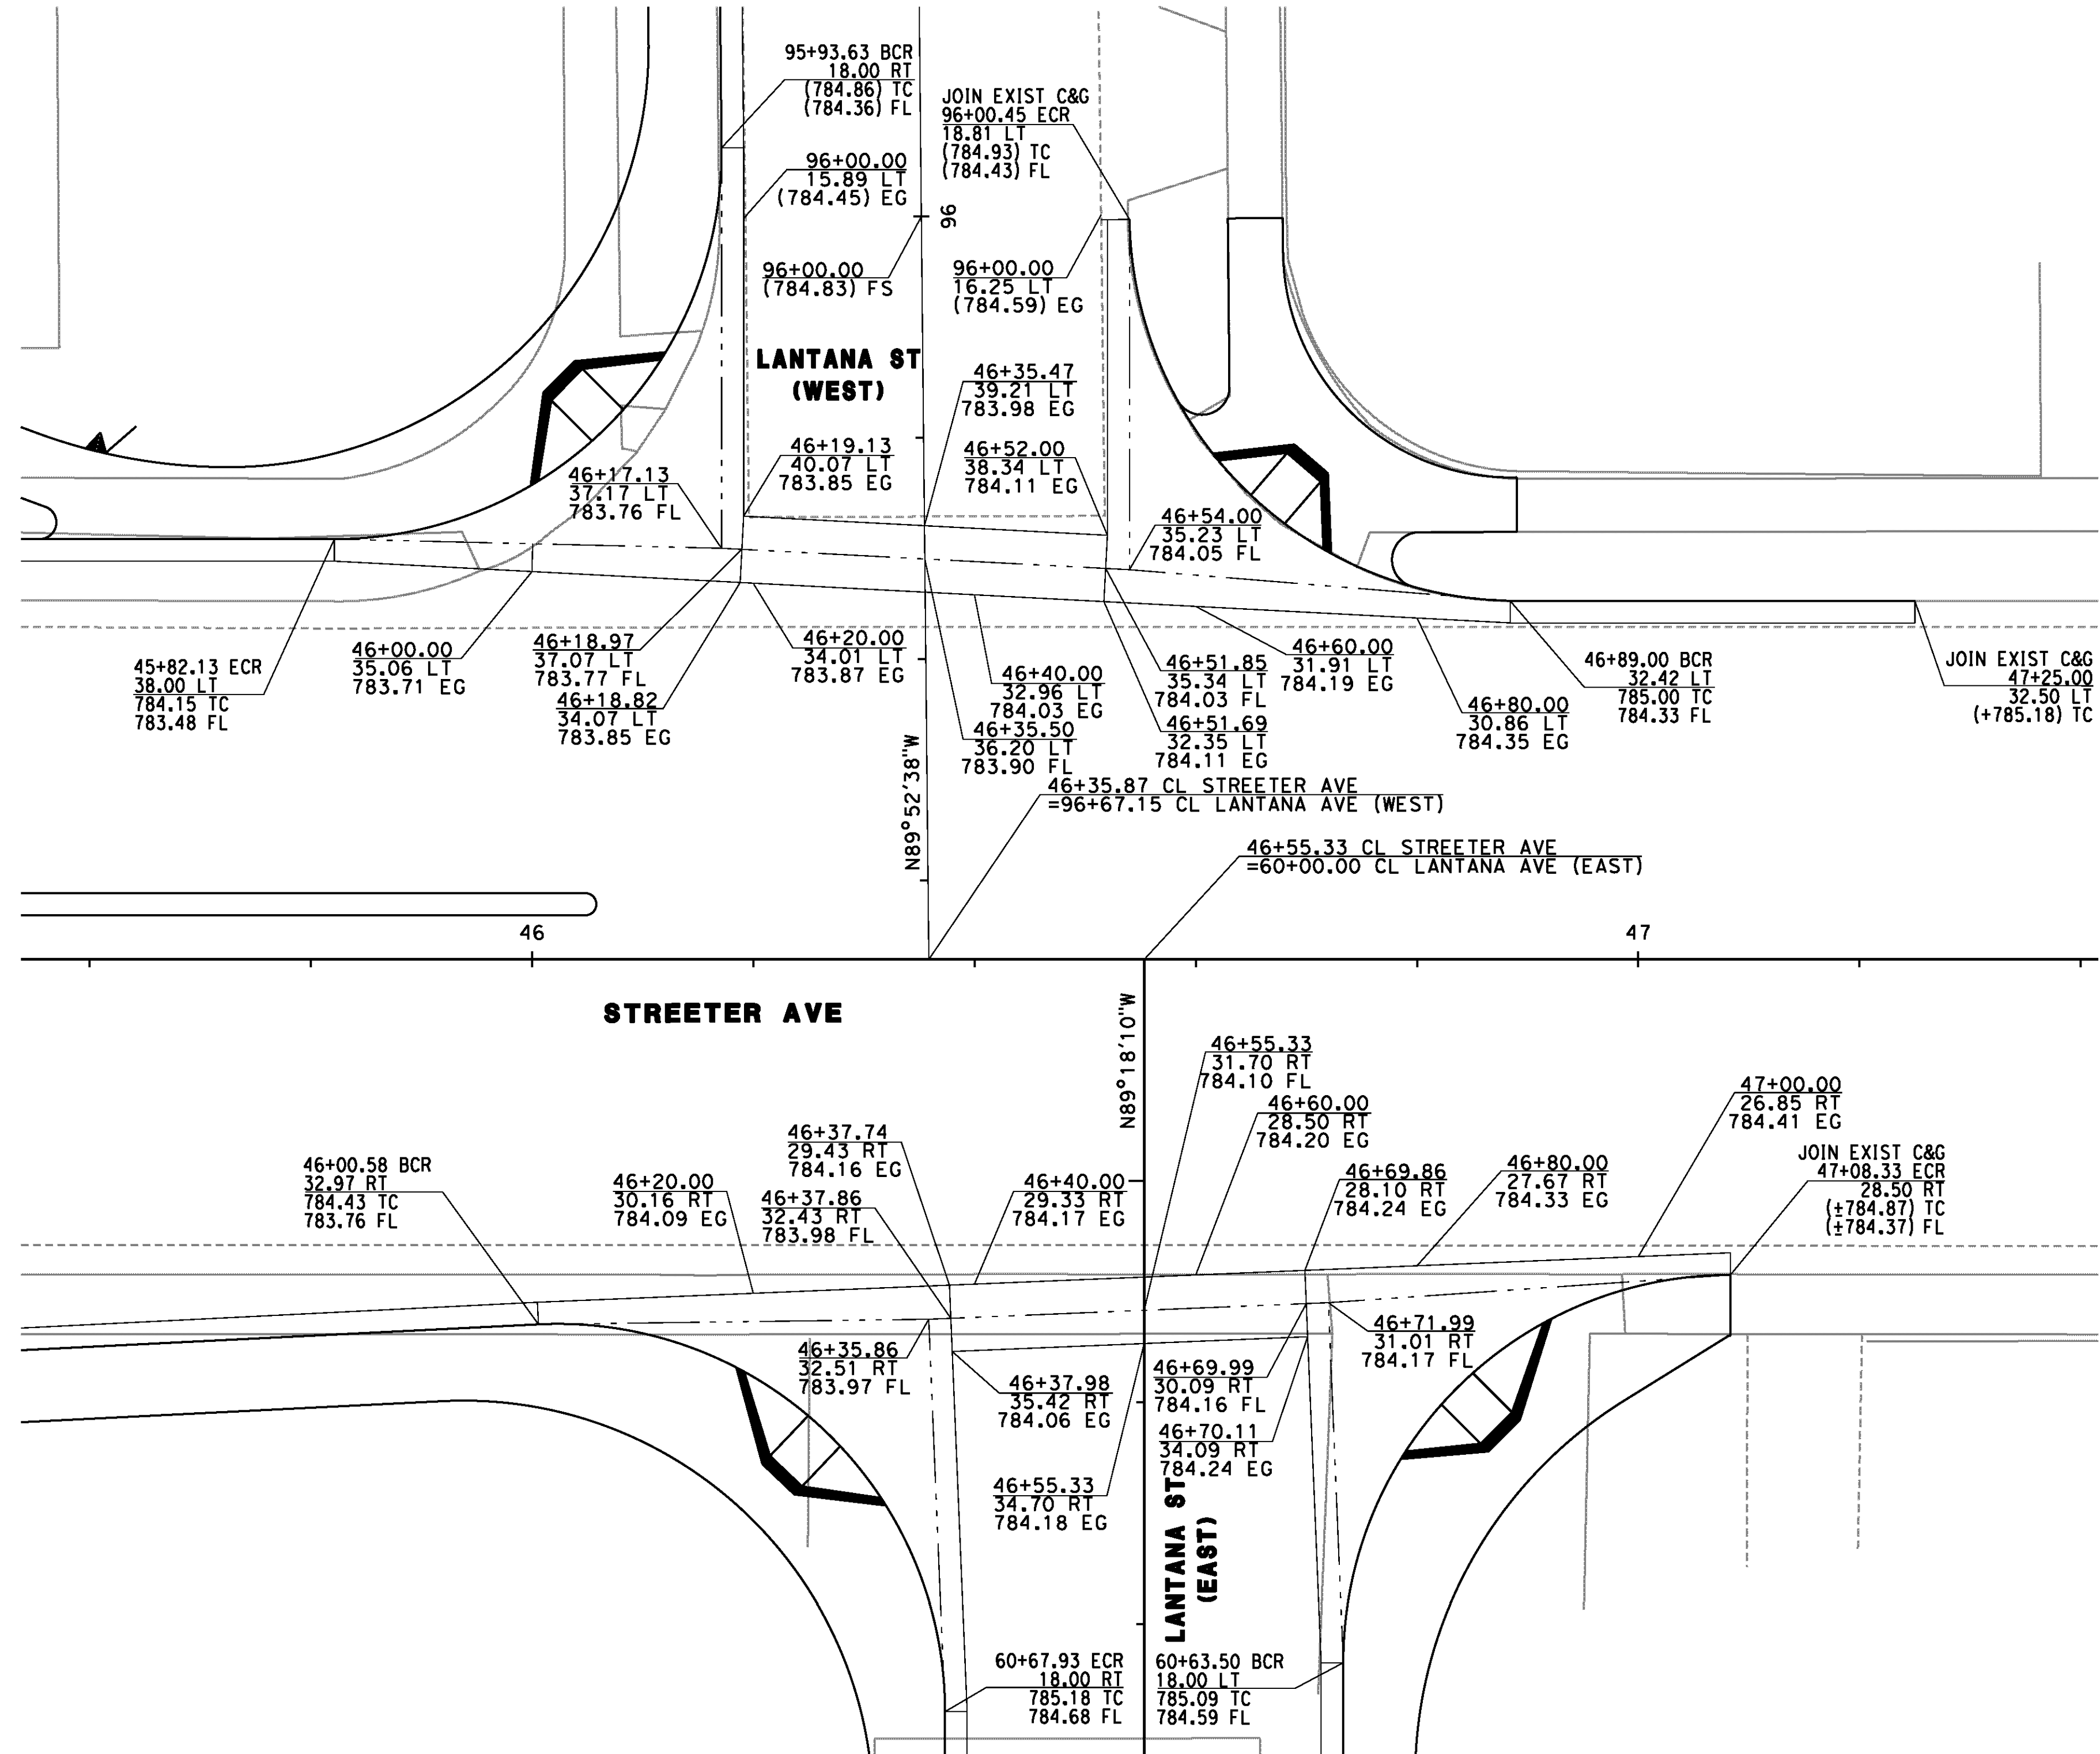 95+93.63 BCR
18.00 RT
(784.86) TC
(784.36) FL
JOIN EXIST C&G
96+00.45 ECR
18.81 LT
(784.93) TC
(784.43) FL
96+00.00
15.89 LT
(784.45) EG
96
96+00.00
(784.83) FS
96+00.00
16.25 LT
(784.59) EG
LANTANA ST
(WEST)
46+35.47
39.21 LT
783.98 EG
46+19.13
40.07 LT
783.85 EG
46+52.00
38.34 LT
784.11 EG
46+17.13
37.17 LT
783.76 FL
46+54.00
35.23 LT
784.05 FL
45+82.13 ECR
38.00 LT
784.15 TC
783.48 FL
46+00.00
35.06 LT
783.71 EG
46+18.97
37.07 LT
783.77 FL
46+18.82
34.07 LT
783.85 EG
46+20.00
34.01 LT
783.87 EG
46+40.00
32.96 LT
784.03 EG
46+35.50
36.20 LT
783.90 FL
46+51.85
35.34 LT
784.03 FL
46+51.69
32.35 LT
784.11 EG
46+60.00
31.91 LT
784.19 EG
46+80.00
30.86 LT
784.35 EG
46+89.00 BCR
32.42 LT
785.00 TC
784.33 FL
JOIN EXIST C&G
47+25.00
32.50 LT
(+785.18) TC
N89°52'38"W
46+35.87 CL STREETER AVE
=96+67.15 CL LANTANA AVE (WEST)
46+55.33 CL STREETER AVE
=60+00.00 CL LANTANA AVE (EAST)
46
47
STREETER AVE
N89°18'10"W
46+55.33
31.70 RT
784.10 FL
46+60.00
28.50 RT
784.20 EG
47+00.00
26.85 RT
784.41 EG
46+00.58 BCR
32.97 RT
784.43 TC
783.76 FL
46+20.00
30.16 RT
784.09 EG
46+37.74
29.43 RT
784.16 EG
46+37.86
32.43 RT
783.98 FL
46+40.00
29.33 RT
784.17 EG
46+69.86
28.10 RT
784.24 EG
46+80.00
27.67 RT
784.33 EG
JOIN EXIST C&G
47+08.33 ECR
28.50 RT
(±784.87) TC
(±784.37) FL
46+35.86
32.51 RT
783.97 FL
46+37.98
35.42 RT
784.06 EG
46+69.99
30.09 RT
784.16 FL
46+71.99
31.01 RT
784.17 FL
46+70.11
34.09 RT
784.24 EG
46+55.33
34.70 RT
784.18 EG
LANTANA ST
(EAST)
60+67.93 ECR
18.00 RT
785.18 TC
784.68 FL
60+63.50 BCR
18.00 LT
785.09 TC
784.59 FL